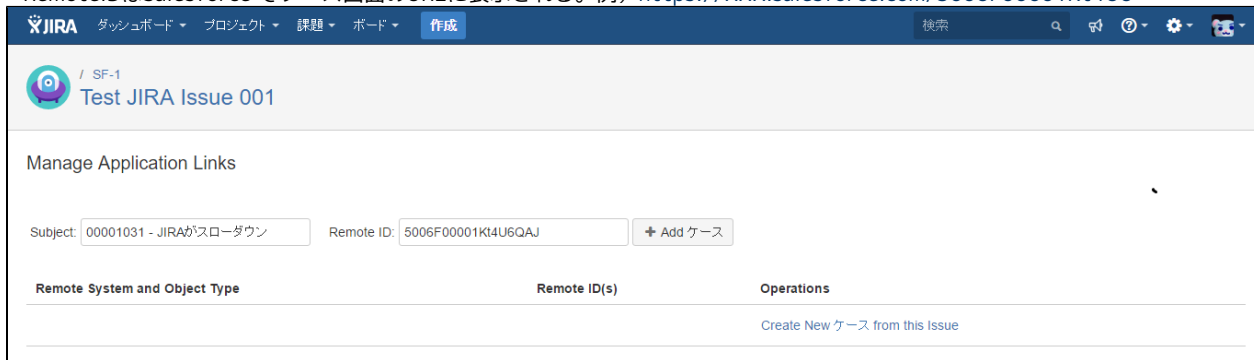 JIRA ダッシュボード プロジェクト 課題 ボード 作成 検索
/ SF-1
Test JIRA Issue 001
Manage Application Links
Subject: 00001031 - JIRAがスローダウン Remote ID: 5006F00001Kt4U6QAJ + Add ケース
Remote System and Object Type Remote ID(s) Operations
Create New ケース from this Issue